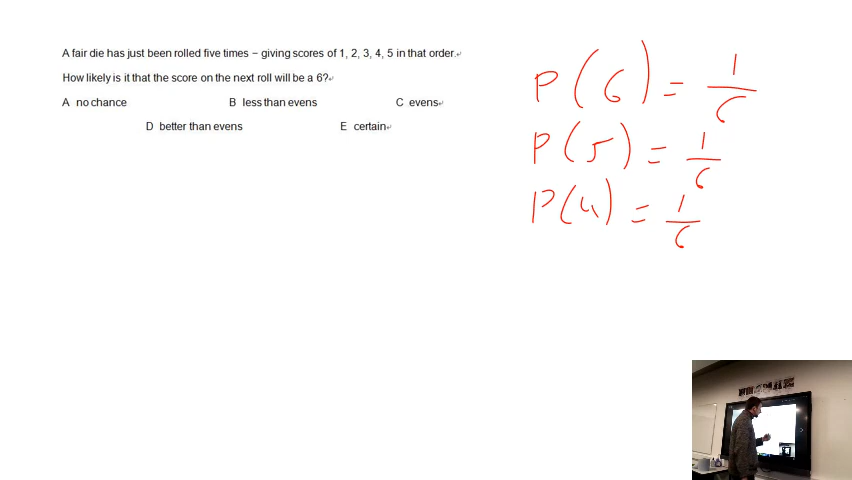 A fair die has just been rolled five times – giving scores of 1, 2, 3, 4, 5 in that order.
How likely is it that the score on the next roll will be a 6?
A no chance B less than evens C evens
D better than evens E certain
P(6) = 1/6
P(5) = 1/6
P(4) = 1/6